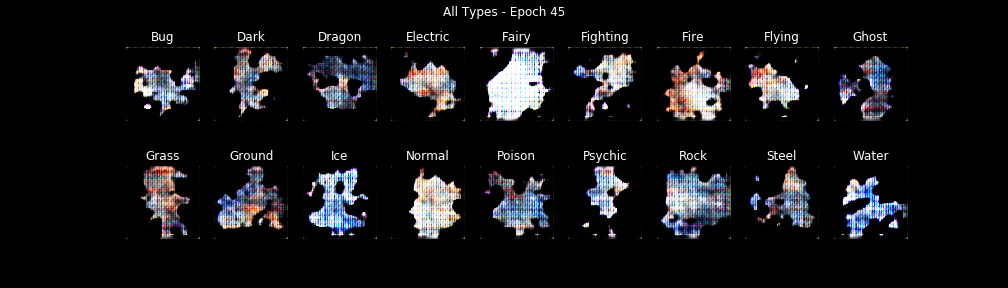 All Types - Epoch 45
Bug Dark Dragon Electric Fairy Fighting Fire Flying Ghost
Grass Ground Ice Normal Poison Psychic Rock Steel Water